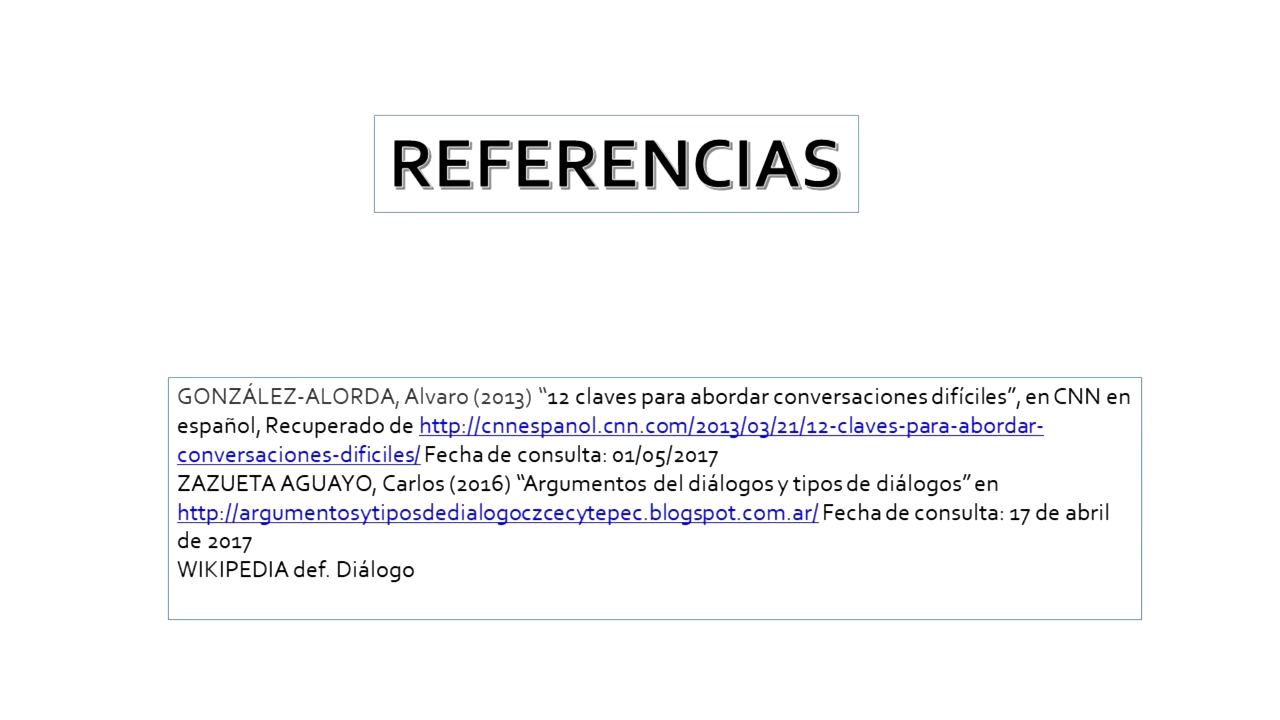 REFERENCIAS
GONZÁLEZ-ALORDA, Alvaro (2013) “12 claves para abordar conversaciones difíciles”, en CNN en
español, Recuperado de http://cnnespanol.cnn.com/2013/03/21/12-claves-para-abordar-
conversaciones-dificiles/ Fecha de consulta: 01/05/2017
ZAZUETA AGUAYO, Carlos (2016) “Argumentos del diálogos y tipos de diálogos” en
http://argumentosytiposdedialogoczcecytepec.blogspot.com.ar/ Fecha de consulta: 17 de abril
de 2017
WIKIPEDIA def. Diálogo